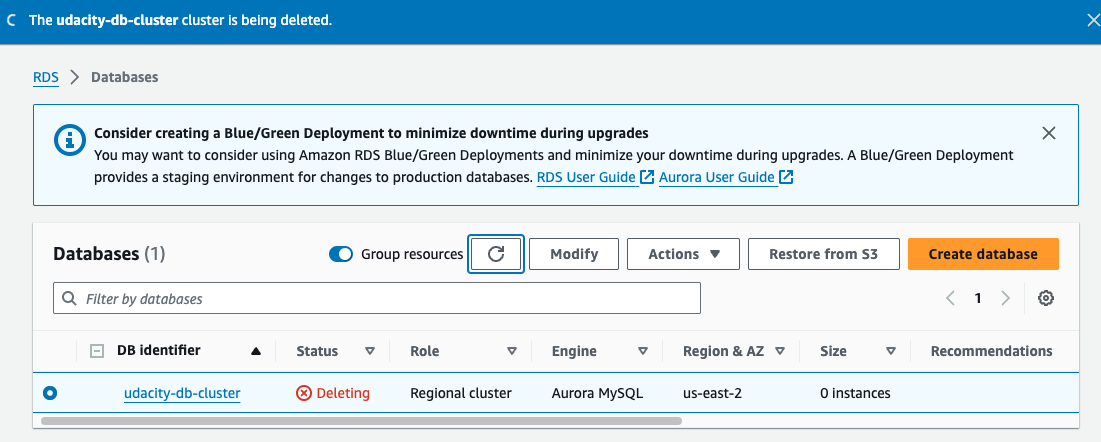 The udacity-db-cluster cluster is being deleted.
RDS > Databases
Consider creating a Blue/Green Deployment to minimize downtime during upgrades
You may want to consider using Amazon RDS Blue/Green Deployments and minimize your downtime during upgrades. A Blue/Green Deployment
provides a staging environment for changes to production databases. RDS User Guide Aurora User Guide
Databases (1) Group resources Modify Actions Restore from S3 Create database
Filter by databases 1
DB identifier Status Role Engine Region & AZ Size Recommendations
udacity-db-cluster Deleting Regional cluster Aurora MySQL us-east-2 0 instances